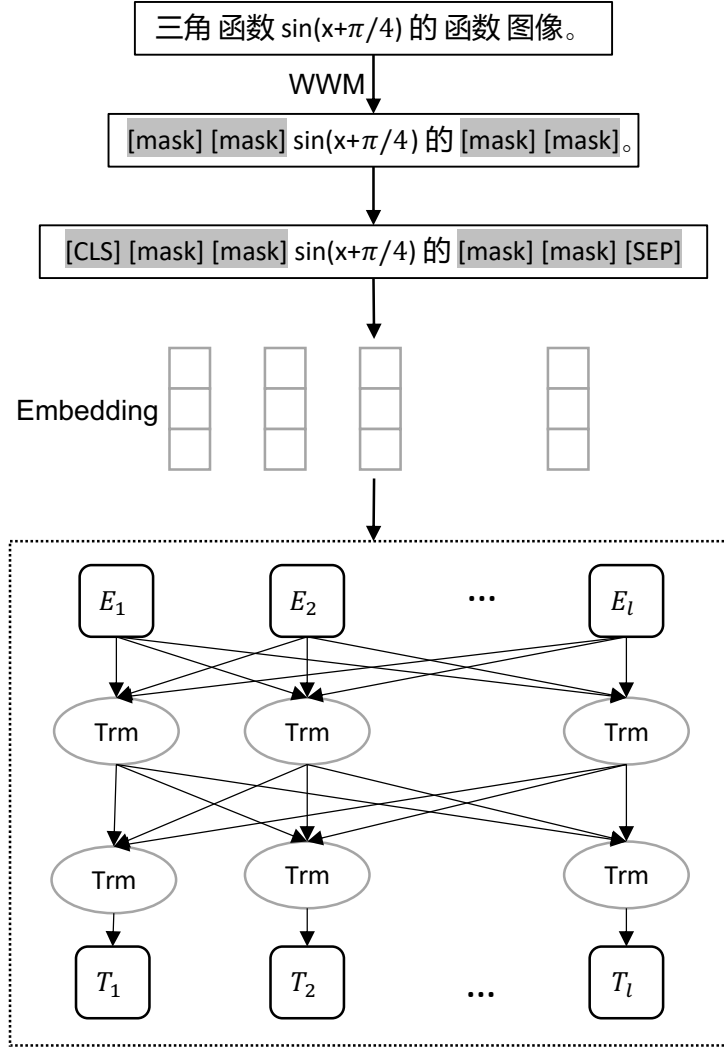 三角 函数 sin(x+π/4) 的 函数 图像。
WWM
[mask] [mask] sin(x+π/4) 的 [mask] [mask]。
[CLS] [mask] [mask] sin(x+π/4) 的 [mask] [mask] [SEP]
Embedding
E₁ E₂ ... Eₗ
Trm Trm Trm
Trm Trm Trm
T₁ T₂ ... Tₗ